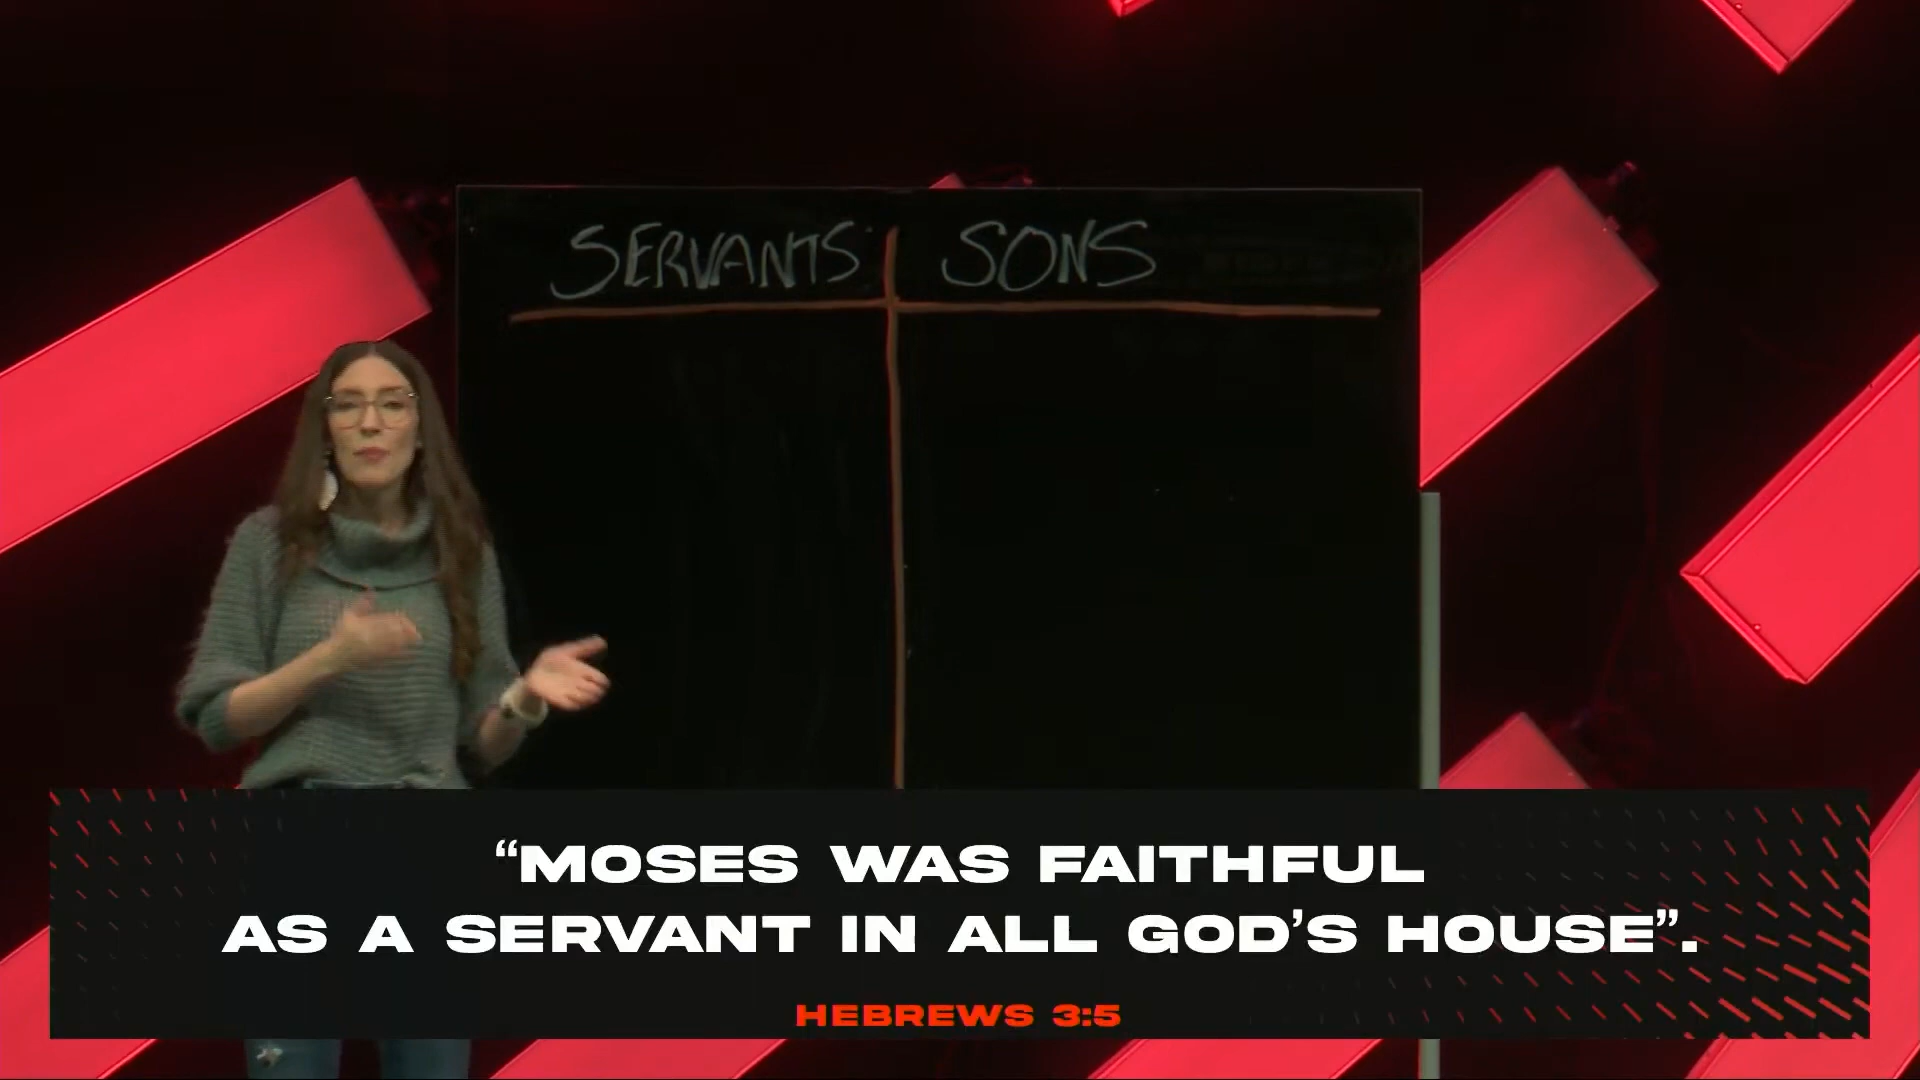 SERVANTS SONS
“MOSES WAS FAITHFUL
AS A SERVANT IN ALL GOD’S HOUSE”.
HEBREWS 3:5